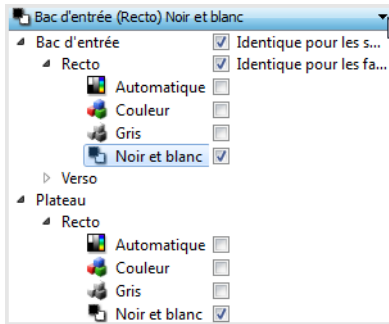 Bac d'entrée (Recto) Noir et blanc
Bac d'entrée Identique pour les s...
Recto Identique pour les fa...
Automatique
Couleur
Gris
Noir et blanc
Verso
Plateau
Recto
Automatique
Couleur
Gris
Noir et blanc